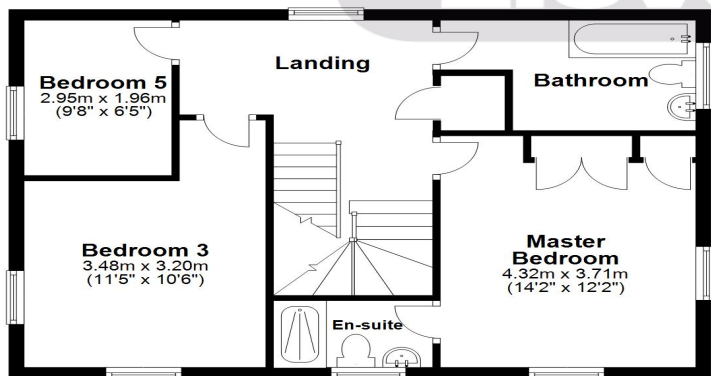 Landing
Bedroom 5
2.95m x 1.96m
(9'8" x 6'5")
Bathroom
Bedroom 3
3.48m x 3.20m
(11'5" x 10'6")
Master
Bedroom
4.32m x 3.71m
(14'2" x 12'2")
En-suite